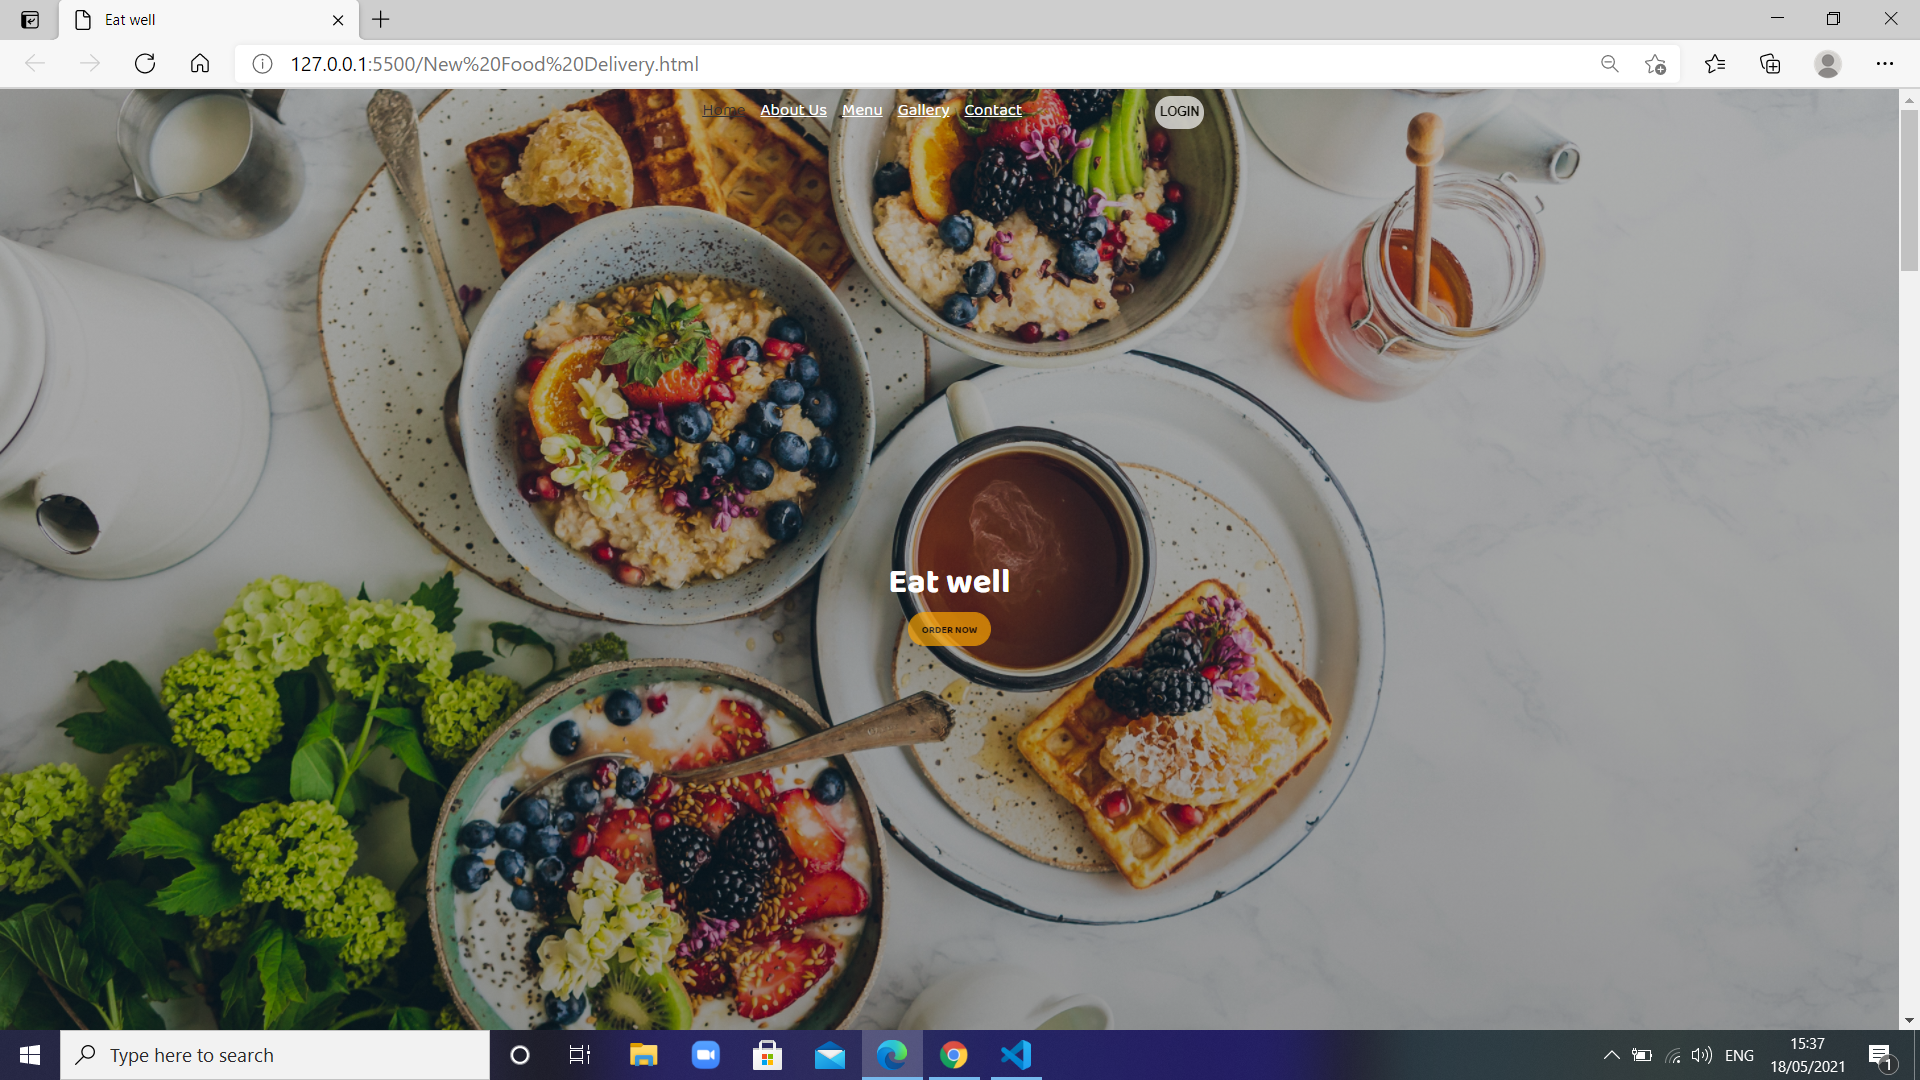 Eat well
127.0.0.1:5500/New%20Food%20Delivery.html
Home About Us Menu Gallery Contact LOGIN
Eat well
ORDER NOW
Type here to search
ENG
15:37
18/05/2021
1